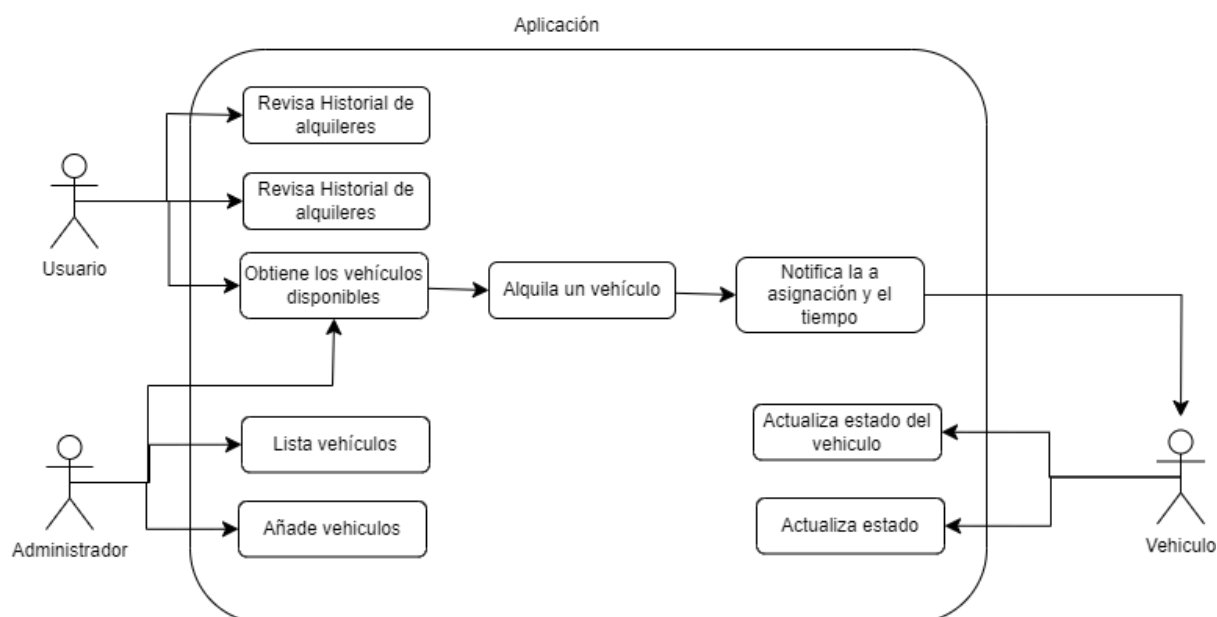 Aplicación
Revisa Historial de
alquileres
Revisa Historial de
alquileres
Usuario
Obtiene los vehículos
disponibles
Alquila un vehículo
Notifica la a
asignación y el
tiempo
Lista vehículos
Actualiza estado del
vehiculo
Añade vehiculos
Actualiza estado
Administrador
Vehiculo